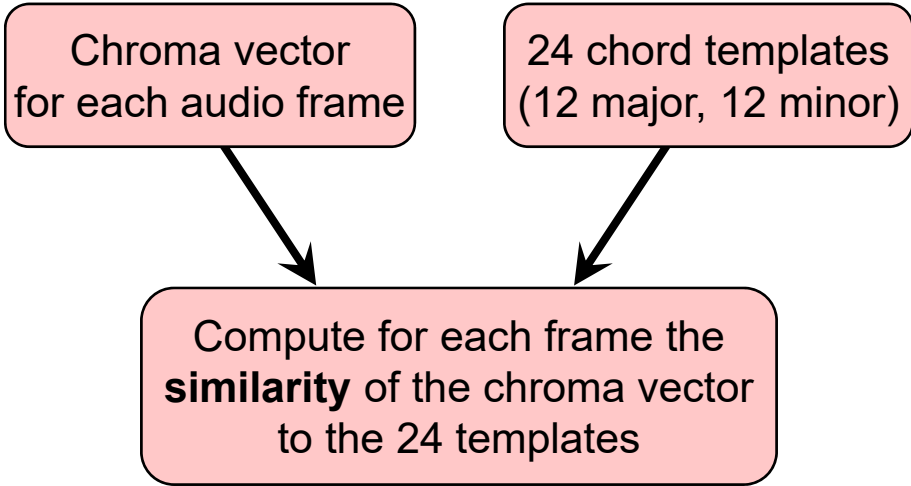 Chroma vector
for each audio frame
24 chord templates
(12 major, 12 minor)
Compute for each frame the
similarity of the chroma vector
to the 24 templates